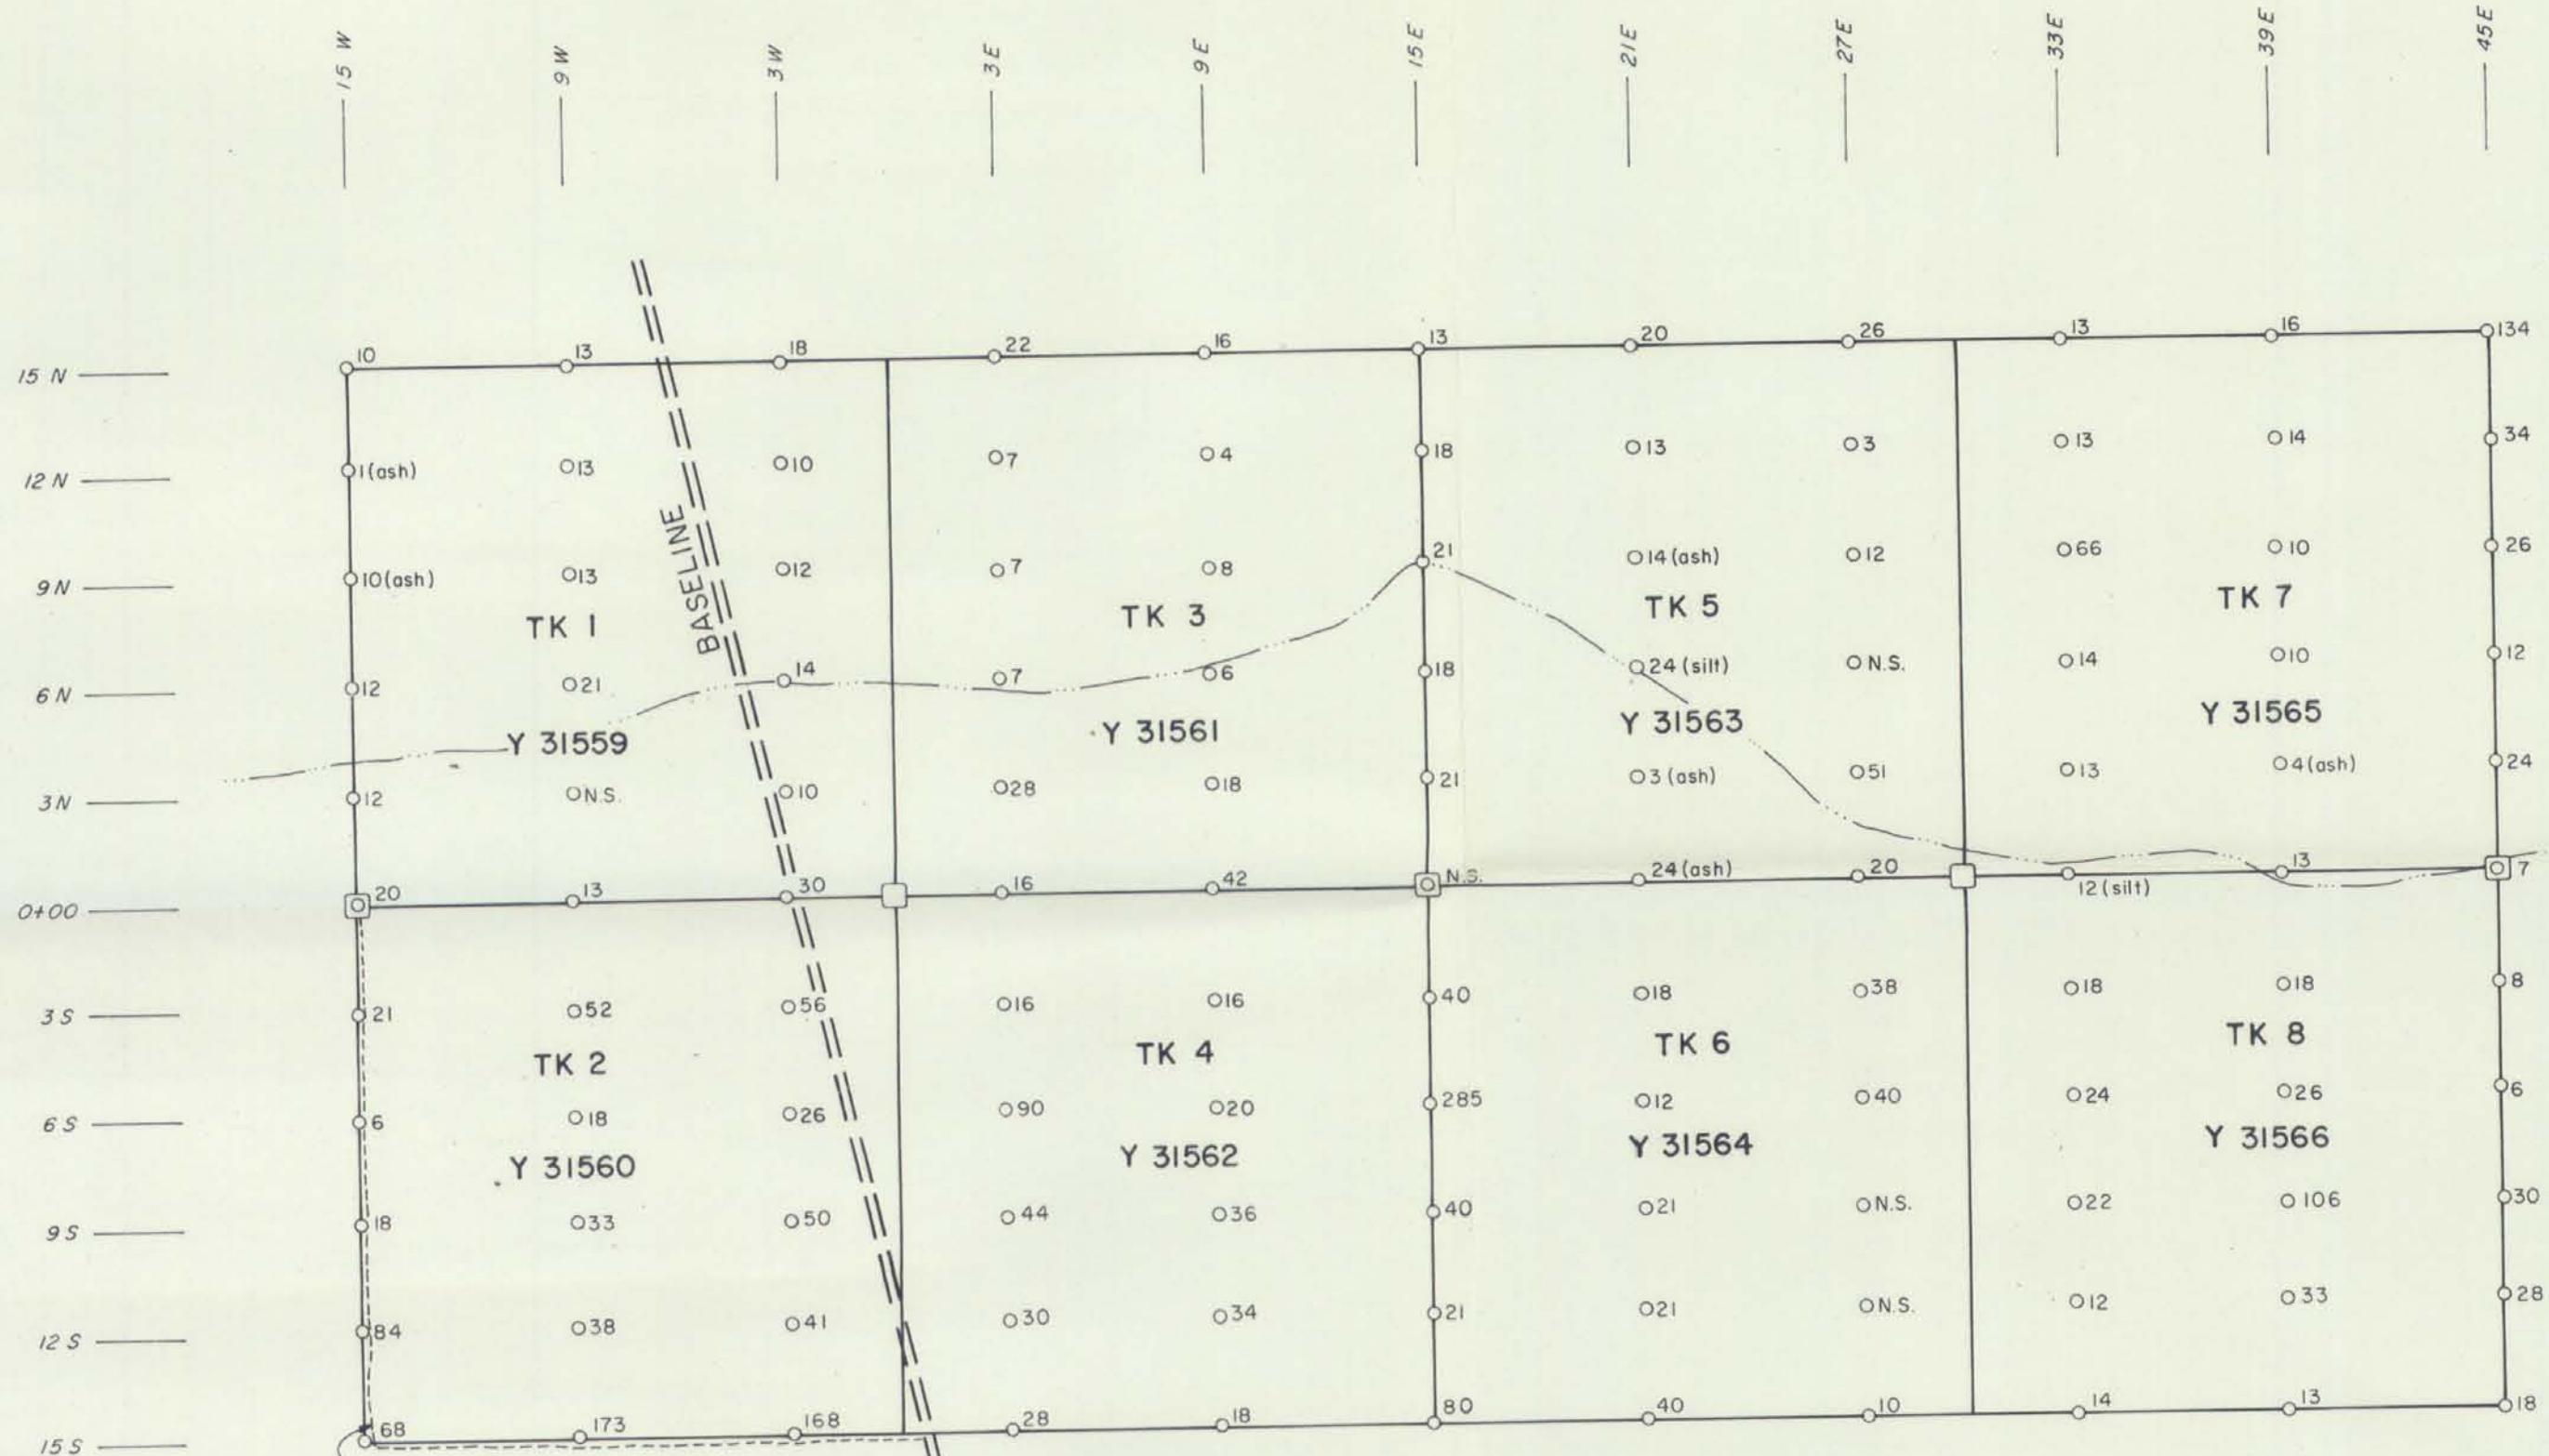 15 W 9 W 3 W 3 E 9 E 15 E 21E 27E 33E 39E 45E
15 N 10 13 18 22 16 13 20 26 13 16 134
12 N 1(ash) 13 10 7 4 18 13 3 13 14 34
BASELINE
9 N 10(ash) 13 12 7 8 21 14 (ash) 12 66 10 26
TK 1 TK 3 TK 5 TK 7
6 N 12 21 14 7 6 18 24 (silt) N.S. 14 10 12
Y 31559 Y 31561 Y 31563 Y 31565
3 N 12 N.S. 10 28 18 21 3 (ash) 51 13 4 (ash) 24
0+00 20 13 30 16 42 N.S. 24 (ash) 20 12 (silt) 13 7
3 S 21 52 56 16 16 40 18 38 18 18 8
TK 2 TK 4 TK 6 TK 8
6 S 6 18 26 90 20 285 12 40 24 26 6
Y 31560 Y 31562 Y 31564 Y 31566
9 S 18 33 50 44 36 40 21 N.S. 22 106 30
12 S 84 38 41 30 34 21 21 N.S. 12 33 28
15 S 68 173 168 28 18 80 40 10 14 13 18